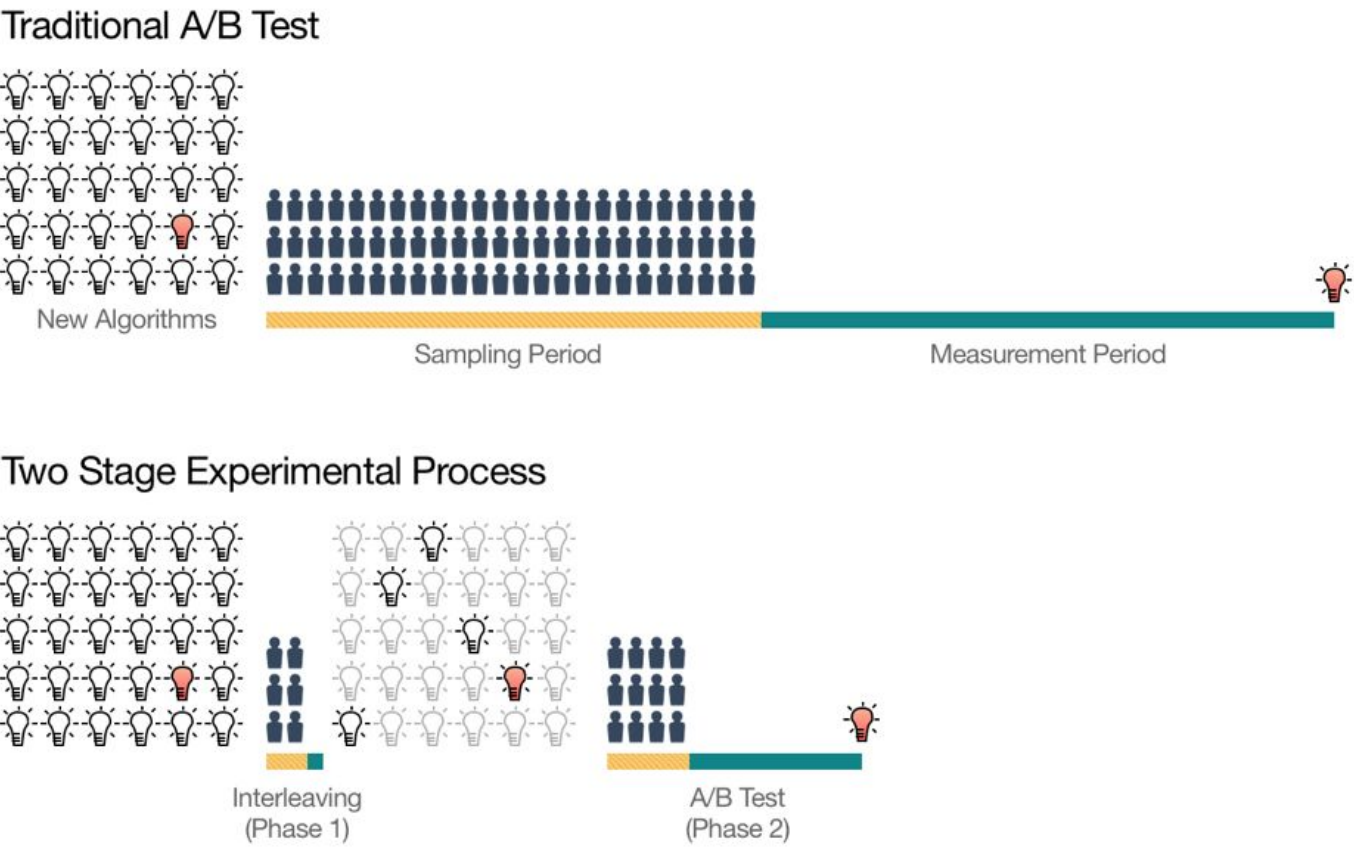 Traditional A/B Test
New Algorithms
Sampling Period
Measurement Period
Two Stage Experimental Process
Interleaving
(Phase 1)
A/B Test
(Phase 2)